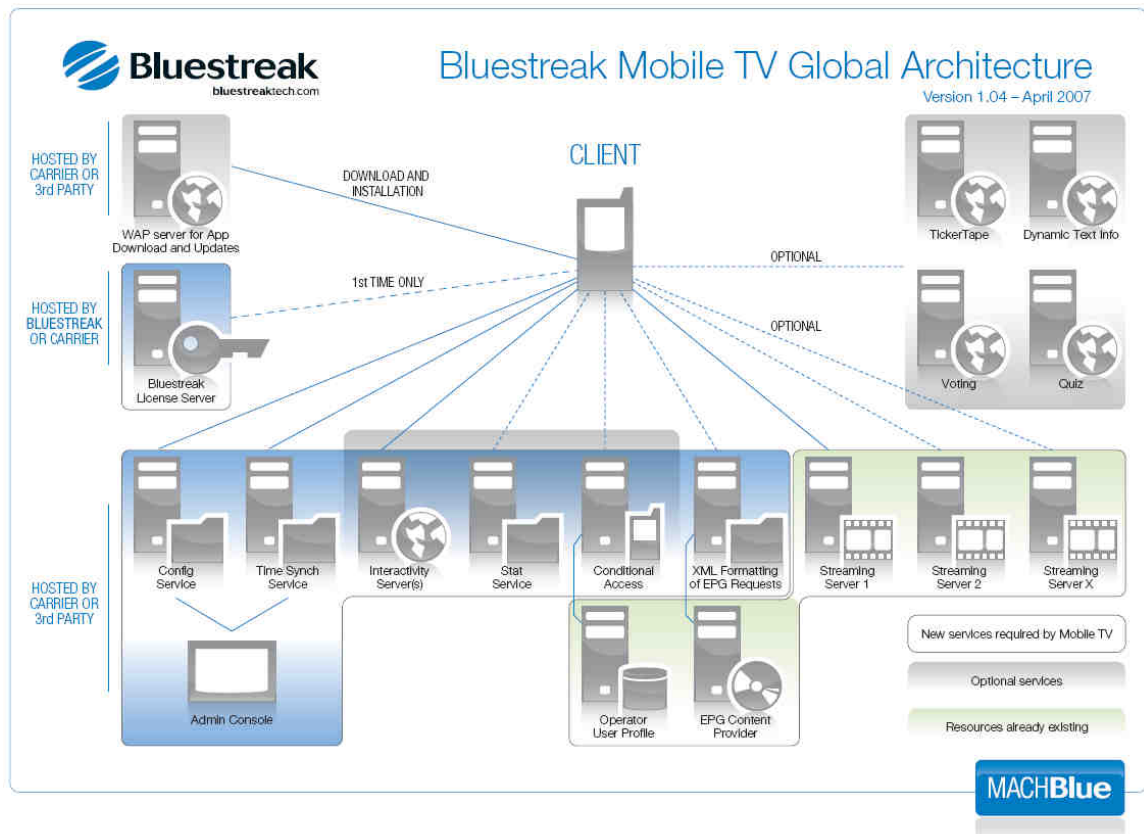 Bluestreak
bluestreaktech.com
Bluestreak Mobile TV Global Architecture
Version 1.04 – April 2007
HOSTED BY
CARRIER OR
3rd PARTY
WAP server for App
Download and Updates
DOWNLOAD AND
INSTALLATION
CLIENT
TickerTape
Dynamic Text Info
OPTIONAL
HOSTED BY
BLUESTREAK
OR CARRIER
Bluestreak
License Server
1st TIME ONLY
OPTIONAL
Voting
Quiz
HOSTED BY
CARRIER OR
3rd PARTY
Config
Service
Time Synch
Service
Interactivity
Server(s)
Stat
Service
Conditional
Access
XML Formatting
of EPG Requests
Streaming
Server 1
Streaming
Server 2
Streaming
Server X
Admin Console
Operator
User Profile
EPG Content
Provider
New services required by Mobile TV
Optional services
Resources already existing
MACHBlue